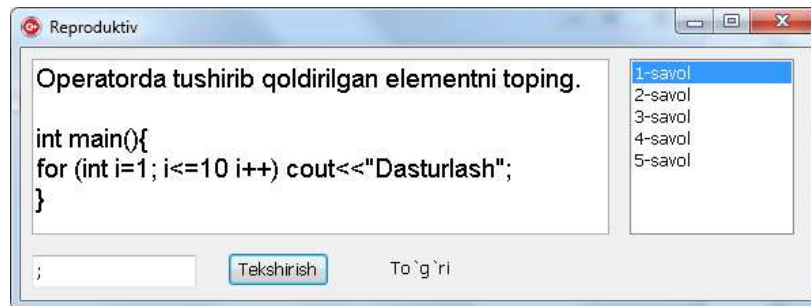 Reproduktiv
Operatorda tushirib qoldirilgan elementni toping.
int main(){
for (int i=1; i<=10 i++) cout<<"Dasturlash";
}
1-savol
2-savol
3-savol
4-savol
5-savol
;
Tekshirish
To`g`ri